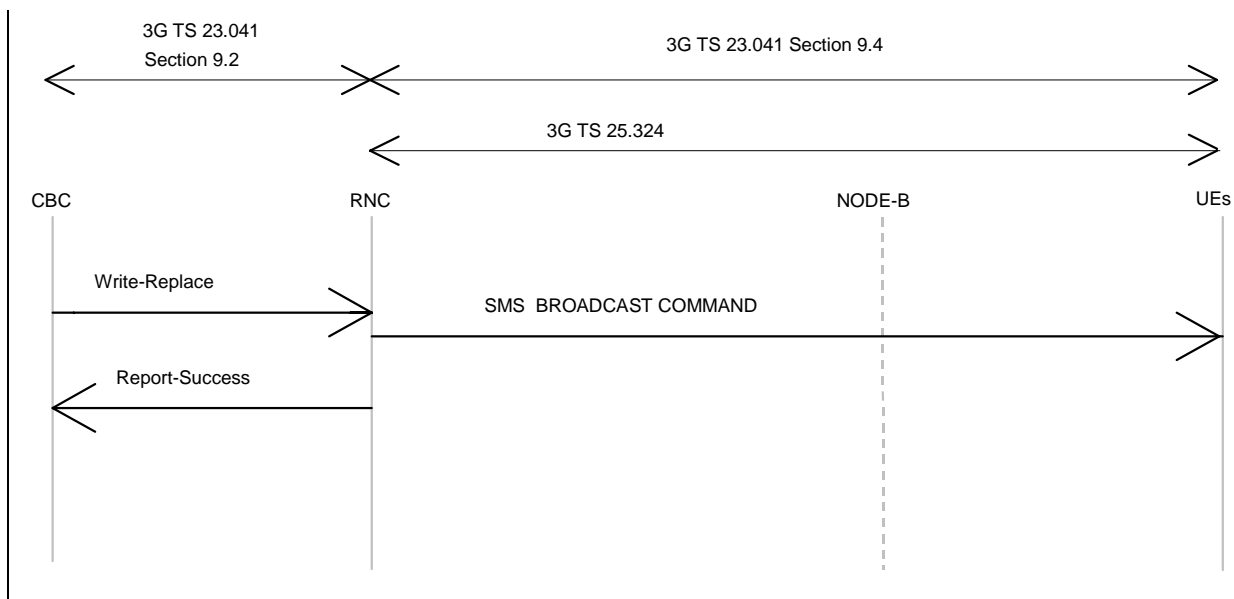 3G TS 23.041
Section 9.2
3G TS 23.041 Section 9.4
3G TS 25.324
CBC
RNC
NODE-B
UEs
Write-Replace
SMS BROADCAST COMMAND
Report-Success